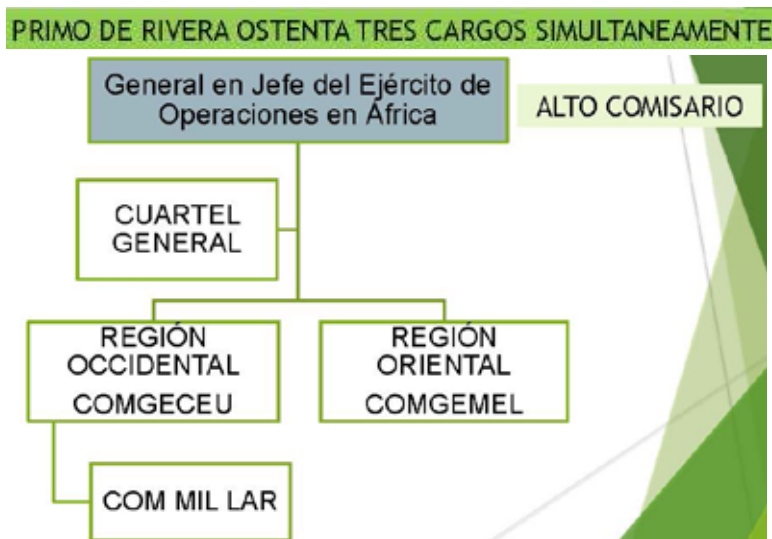 PRIMO DE RIVERA OSTENTA TRES CARGOS SIMULTANEAMENTE
General en Jefe del Ejército de
Operaciones en África
ALTO COMISARIO
CUARTEL
GENERAL
REGIÓN
OCCIDENTAL
COMGECEU
REGIÓN
ORIENTAL
COMGEMEL
COM MIL LAR